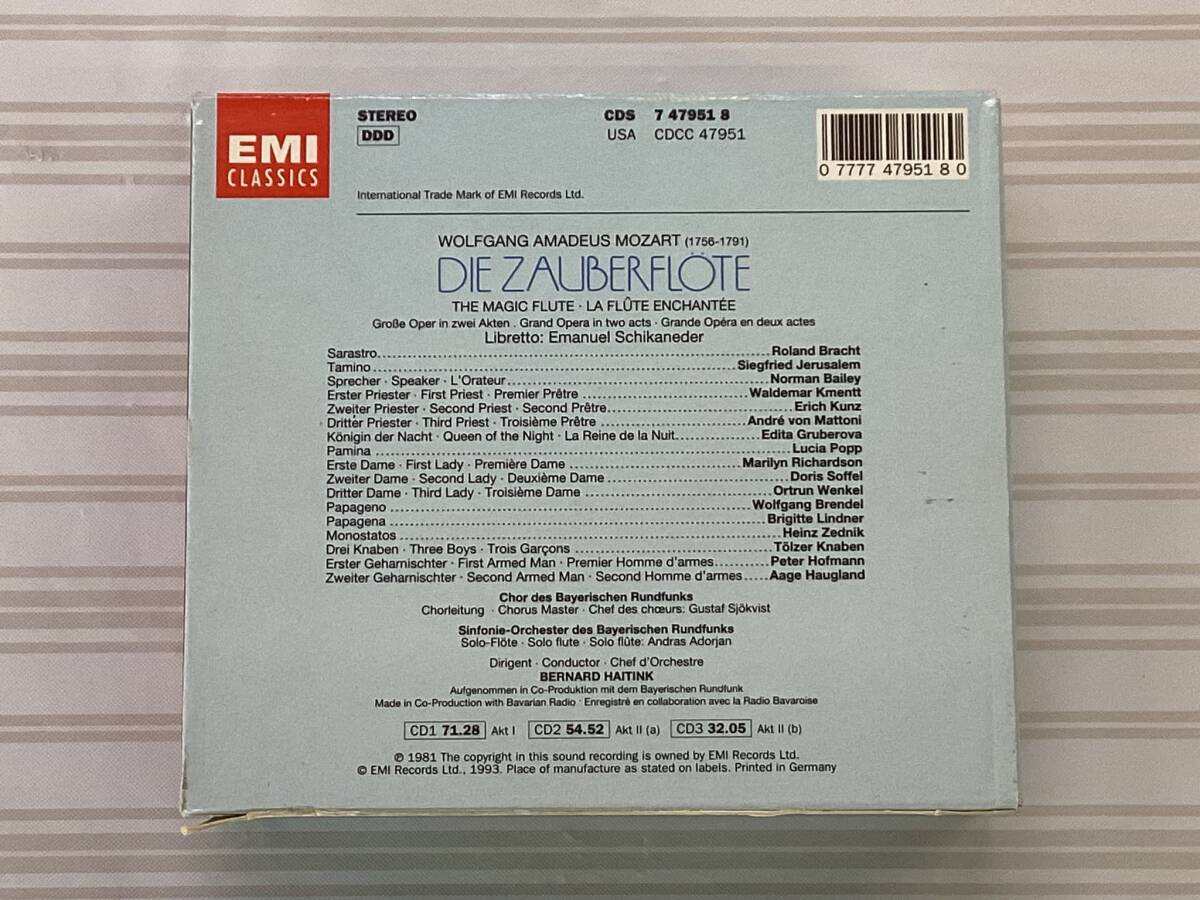 EMI
CLASSICS
STEREO
DDD
CDS 7 47951 8
USA CDCC 47951
0 7777 47951 8 0
International Trade Mark of EMI Records Ltd.
WOLFGANG AMADEUS MOZART (1756-1791)
DIE ZAUBERFLÖTE
THE MAGIC FLUTE · LA FLÛTE ENCHANTÉE
Große Oper in zwei Akten . Grand Opera in two acts · Grande Opéra en deux actes
Libretto: Emanuel Schikaneder
Sarastro Roland Bracht
Tamino Siegfried Jerusalem
Sprecher · Speaker · L'Orateur Norman Bailey
Erster Priester · First Priest · Premier Prêtre Waldemar Kmentt
Zweiter Priester · Second Priest · Second Prêtre Erich Kunz
Dritter Priester · Third Priest · Troisième Prêtre André von Mattoni
Königin der Nacht · Queen of the Night · La Reine de la Nuit Edita Gruberova
Pamina Lucia Popp
Erste Dame · First Lady · Première Dame Marilyn Richardson
Zweiter Dame · Second Lady · Deuxième Dame Doris Soffel
Dritter Dame · Third Lady · Troisième Dame Ortrun Wenkel
Papageno Wolfgang Brendel
Papagena Brigitte Lindner
Monostatos Heinz Zednik
Drei Knaben · Three Boys · Trois Garçons Tölzer Knaben
Erster Geharnischter · First Armed Man · Premier Homme d'armes Peter Hofmann
Zweiter Geharnischter · Second Armed Man · Second Homme d'armes Aage Haugland
Chor des Bayerischen Rundfunks
Chorleitung · Chorus Master · Chef des chœurs: Gustaf Sjökvist
Sinfonie-Orchester des Bayerischen Rundfunks
Solo-Flöte · Solo flute · Solo flûte: Andras Adorjan
Dirigent · Conductor · Chef d'Orchestre
BERNARD HAITINK
Aufgenommen in Co-Produktion mit dem Bayerischen Rundfunk
Made in Co-Production with Bavarian Radio · Enregistré en collaboration avec la Radio Bavaroise
CD1 71.28 Akt I CD2 54.52 Akt II (a) CD3 32.05 Akt II (b)
℗ 1981 The copyright in this sound recording is owned by EMI Records Ltd.
© EMI Records Ltd., 1993. Place of manufacture as stated on labels. Printed in Germany